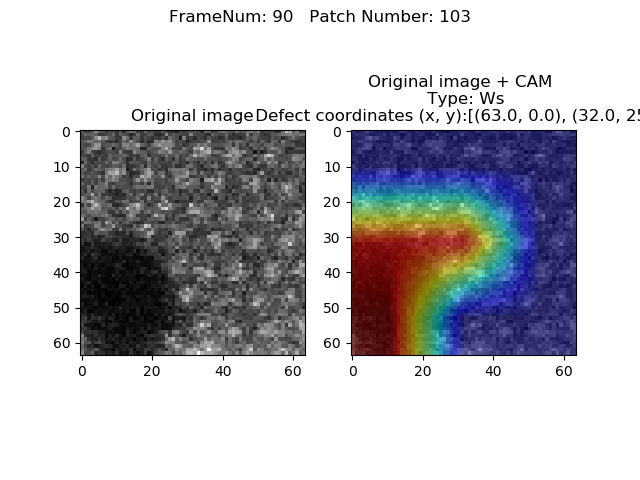 FrameNum: 90   Patch Number: 103
Original image
Original image + CAM
Type: Ws
Defect coordinates (x, y):[(63.0, 0.0), (32.0, 25
0
10
20
30
40
50
60
0 20 40 60
0
10
20
30
40
50
60
0 20 40 60